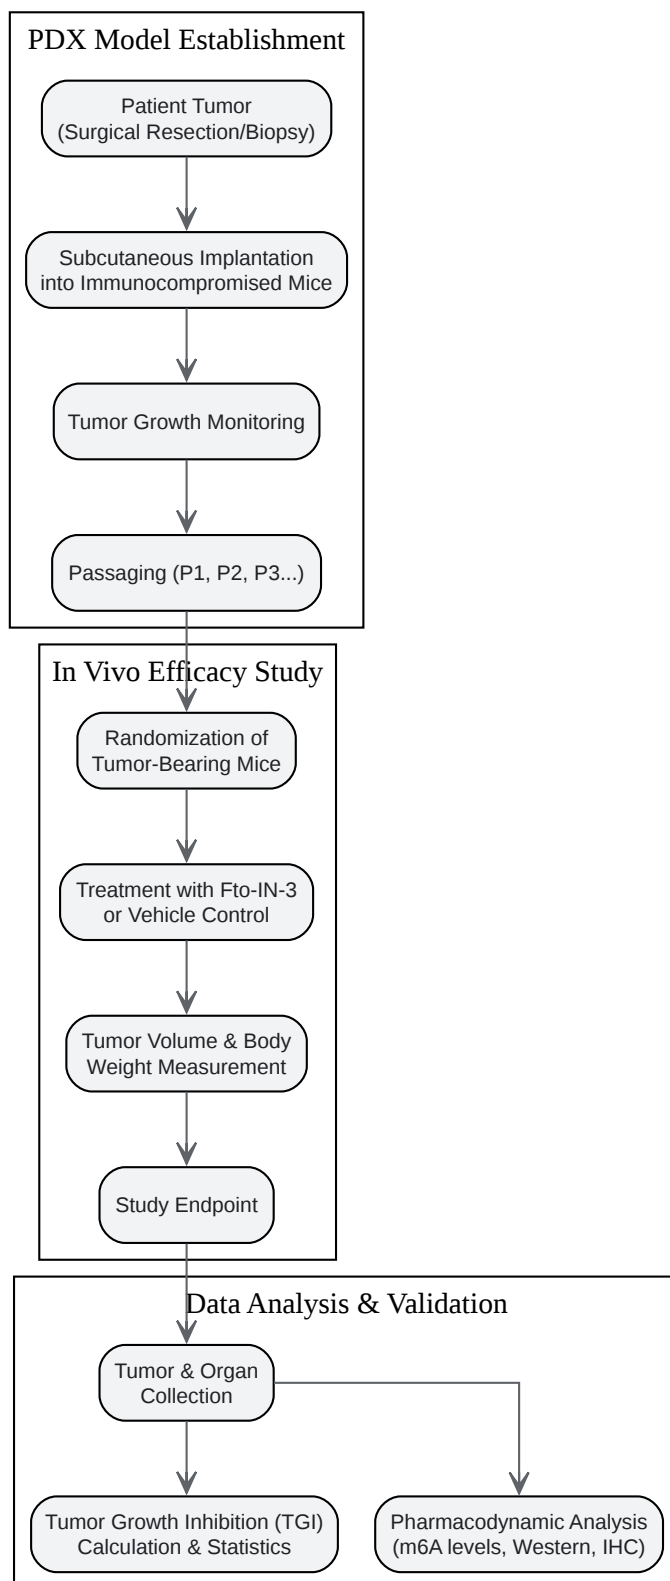 PDX Model Establishment
Patient Tumor
(Surgical Resection/Biopsy)
Subcutaneous Implantation
into Immunocompromised Mice
Tumor Growth Monitoring
Passaging (P1, P2, P3...)
In Vivo Efficacy Study
Randomization of
Tumor-Bearing Mice
Treatment with Fto-IN-3
or Vehicle Control
Tumor Volume & Body
Weight Measurement
Study Endpoint
Data Analysis & Validation
Tumor & Organ
Collection
Tumor Growth Inhibition (TGI)
Calculation & Statistics
Pharmacodynamic Analysis
(m6A levels, Western, IHC)